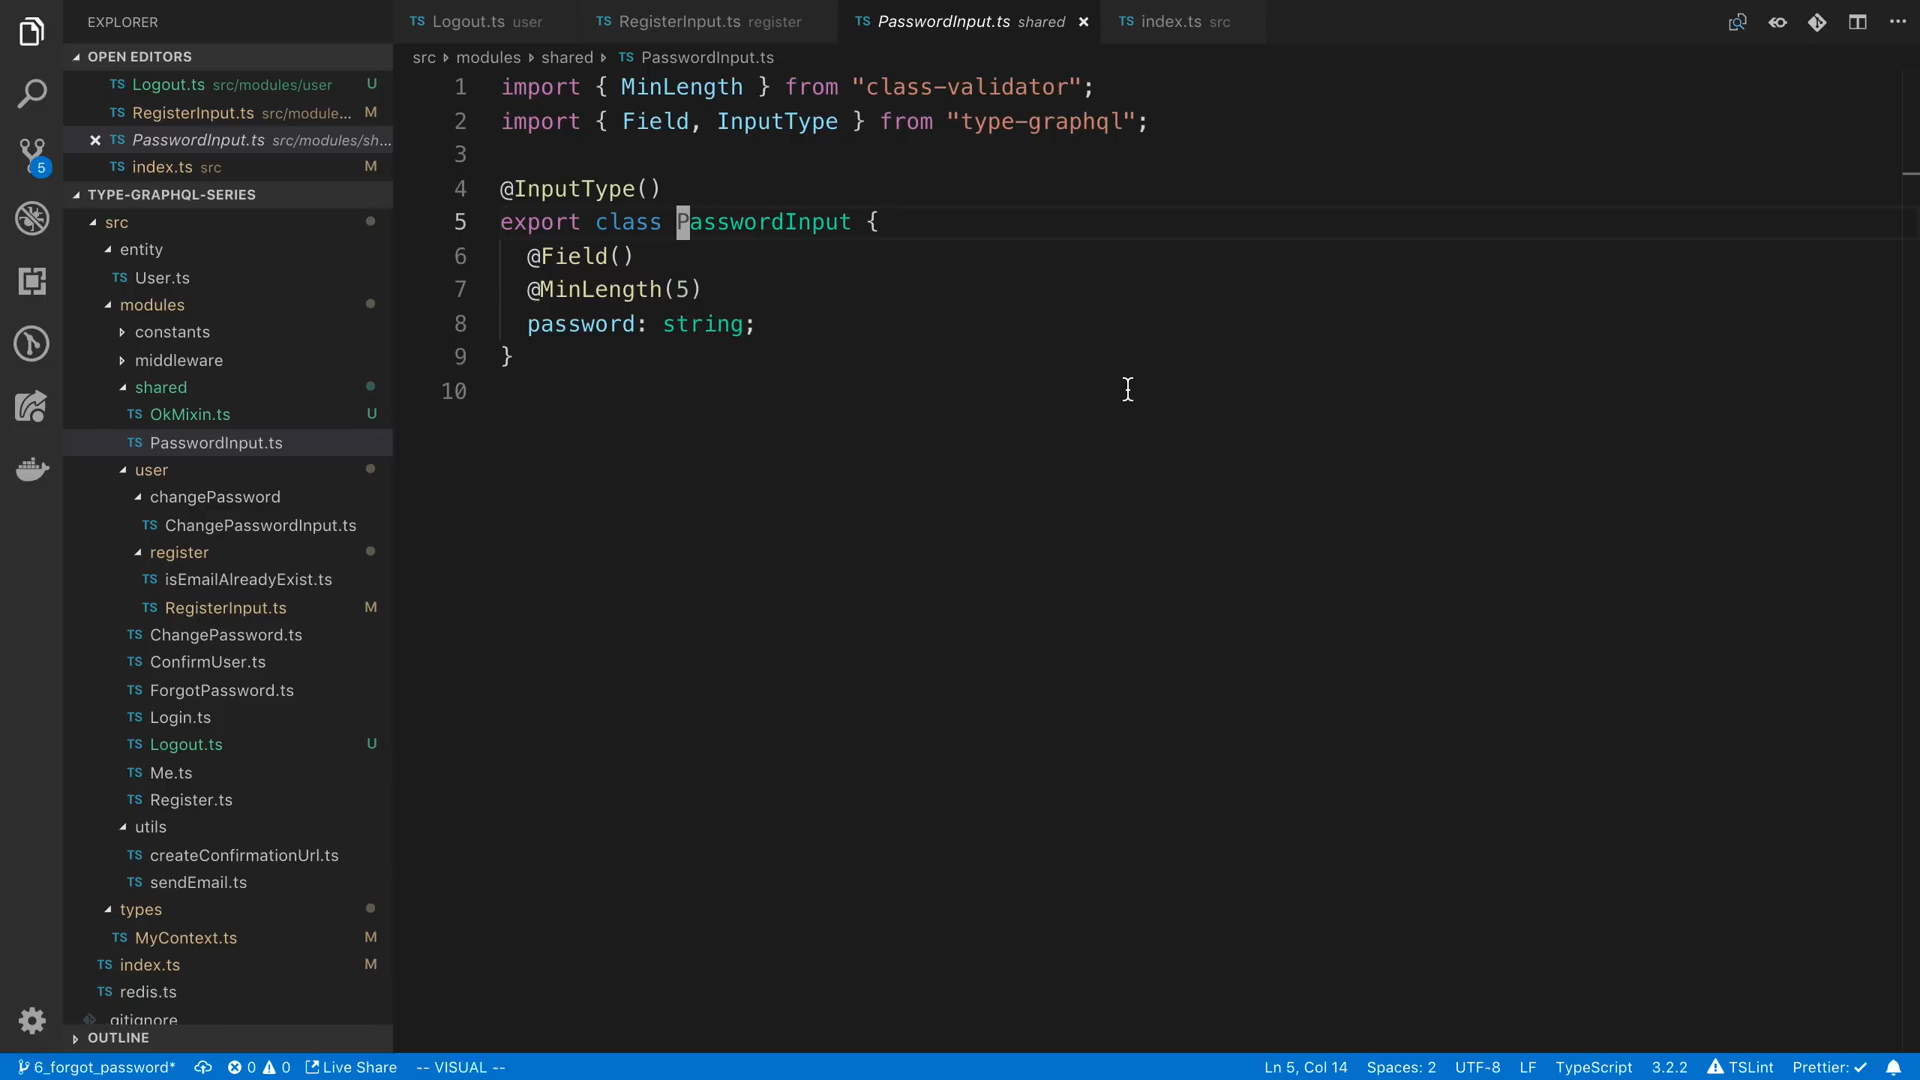 EXPLORER
OPEN EDITORS
TS Logout.ts src/modules/user U
TS RegisterInput.ts src/module... M
TS PasswordInput.ts src/modules/sh...
TS index.ts src M
TYPE-GRAPHQL-SERIES
src
entity
TS User.ts
modules
constants
middleware
shared
TS OkMixin.ts U
TS PasswordInput.ts
user
changePassword
TS ChangePasswordInput.ts
register
TS isEmailAlreadyExist.ts
TS RegisterInput.ts M
TS ChangePassword.ts
TS ConfirmUser.ts
TS ForgotPassword.ts
TS Login.ts
TS Logout.ts U
TS Me.ts
TS Register.ts
utils
TS createConfirmationUrl.ts
TS sendEmail.ts
types
TS MyContext.ts M
TS index.ts M
TS redis.ts
.gitignore
OUTLINE
5
TS Logout.ts user TS RegisterInput.ts register TS PasswordInput.ts shared TS index.ts src
src modules shared TS PasswordInput.ts
1 import { MinLength } from "class-validator";
2 import { Field, InputType } from "type-graphql";
3
4 @InputType()
5 export class PasswordInput {
6 @Field()
7 @MinLength(5)
8 password: string;
9 }
10
6_forgot_password* 0 0 Live Share -- VISUAL -- Ln 5, Col 14 Spaces: 2 UTF-8 LF TypeScript 3.2.2 TSLint Prettier: